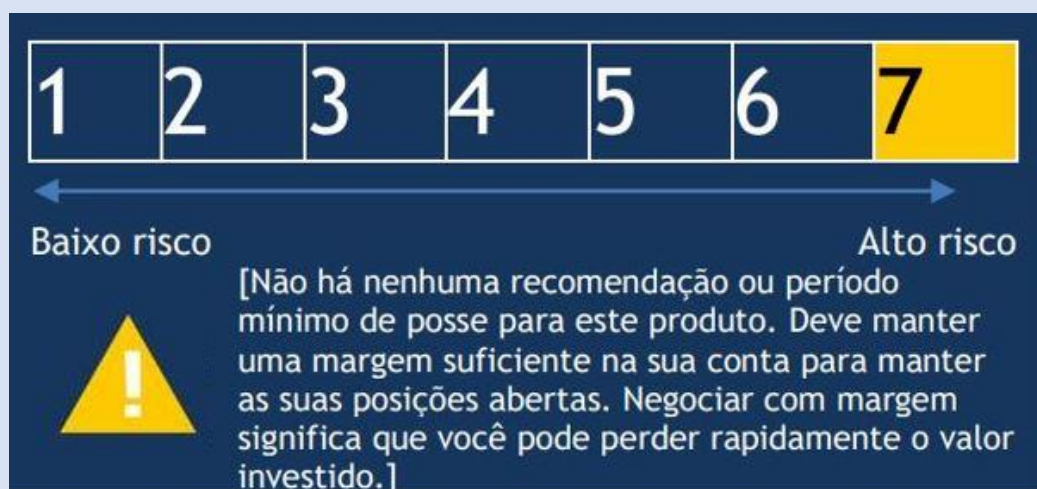 1 2 3 4 5 6 7
Baixo risco Alto risco
[Não há nenhuma recomendação ou período
mínimo de posse para este produto. Deve manter
uma margem suficiente na sua conta para manter
as suas posições abertas. Negociar com margem
significa que você pode perder rapidamente o valor
investido.]